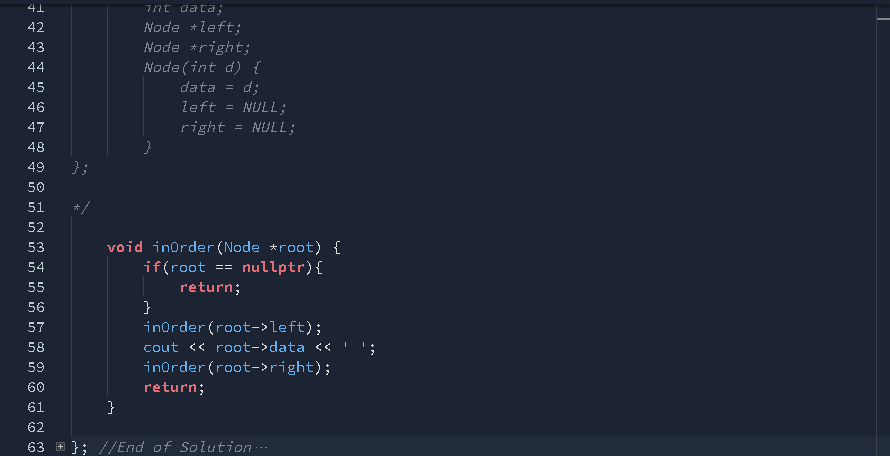 41 int data;
42 Node *left;
43 Node *right;
44 Node(int d) {
45 data = d;
46 left = NULL;
47 right = NULL;
48 }
49 };
50
51 */
52
53 void inOrder(Node *root) {
54 if(root == nullptr){
55 return;
56 }
57 inOrder(root->left);
58 cout << root->data << ' ';
59 inOrder(root->right);
60 return;
61 }
62
63 }; //End of Solution…